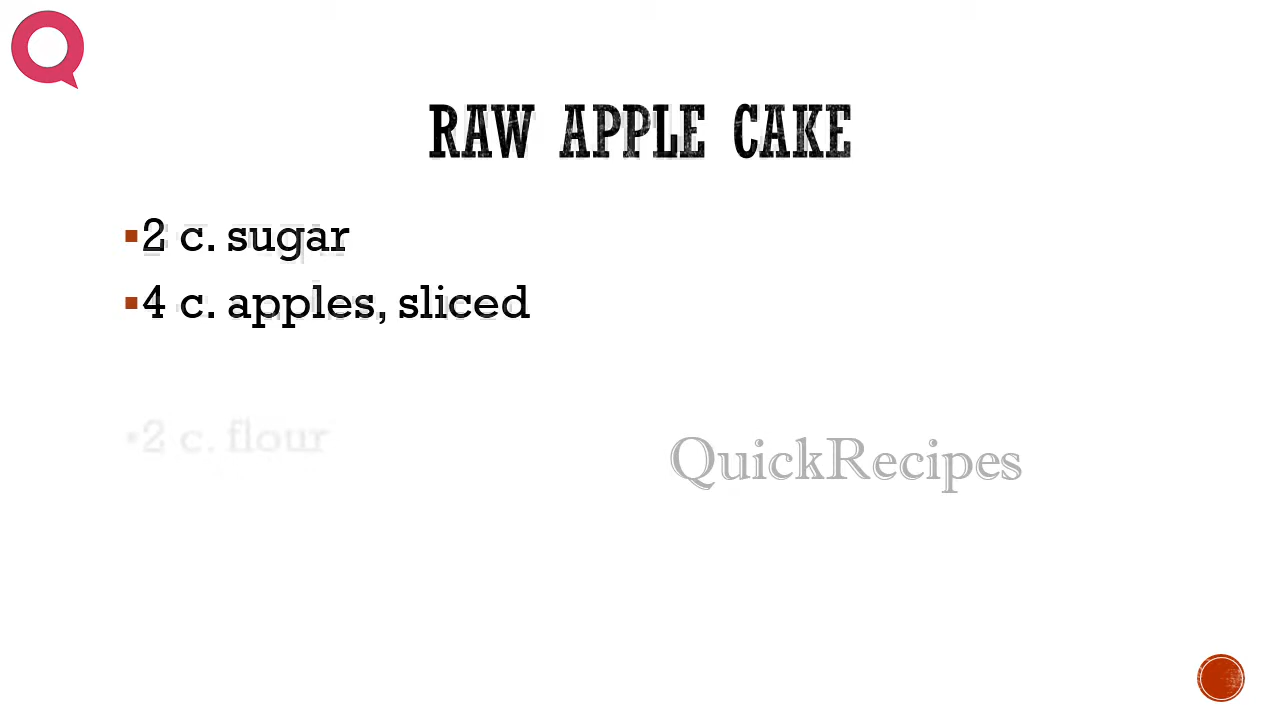 RAW APPLE CAKE
▪2 c. sugar
▪4 c. apples, sliced
▪2 c. flour
QuickRecipes